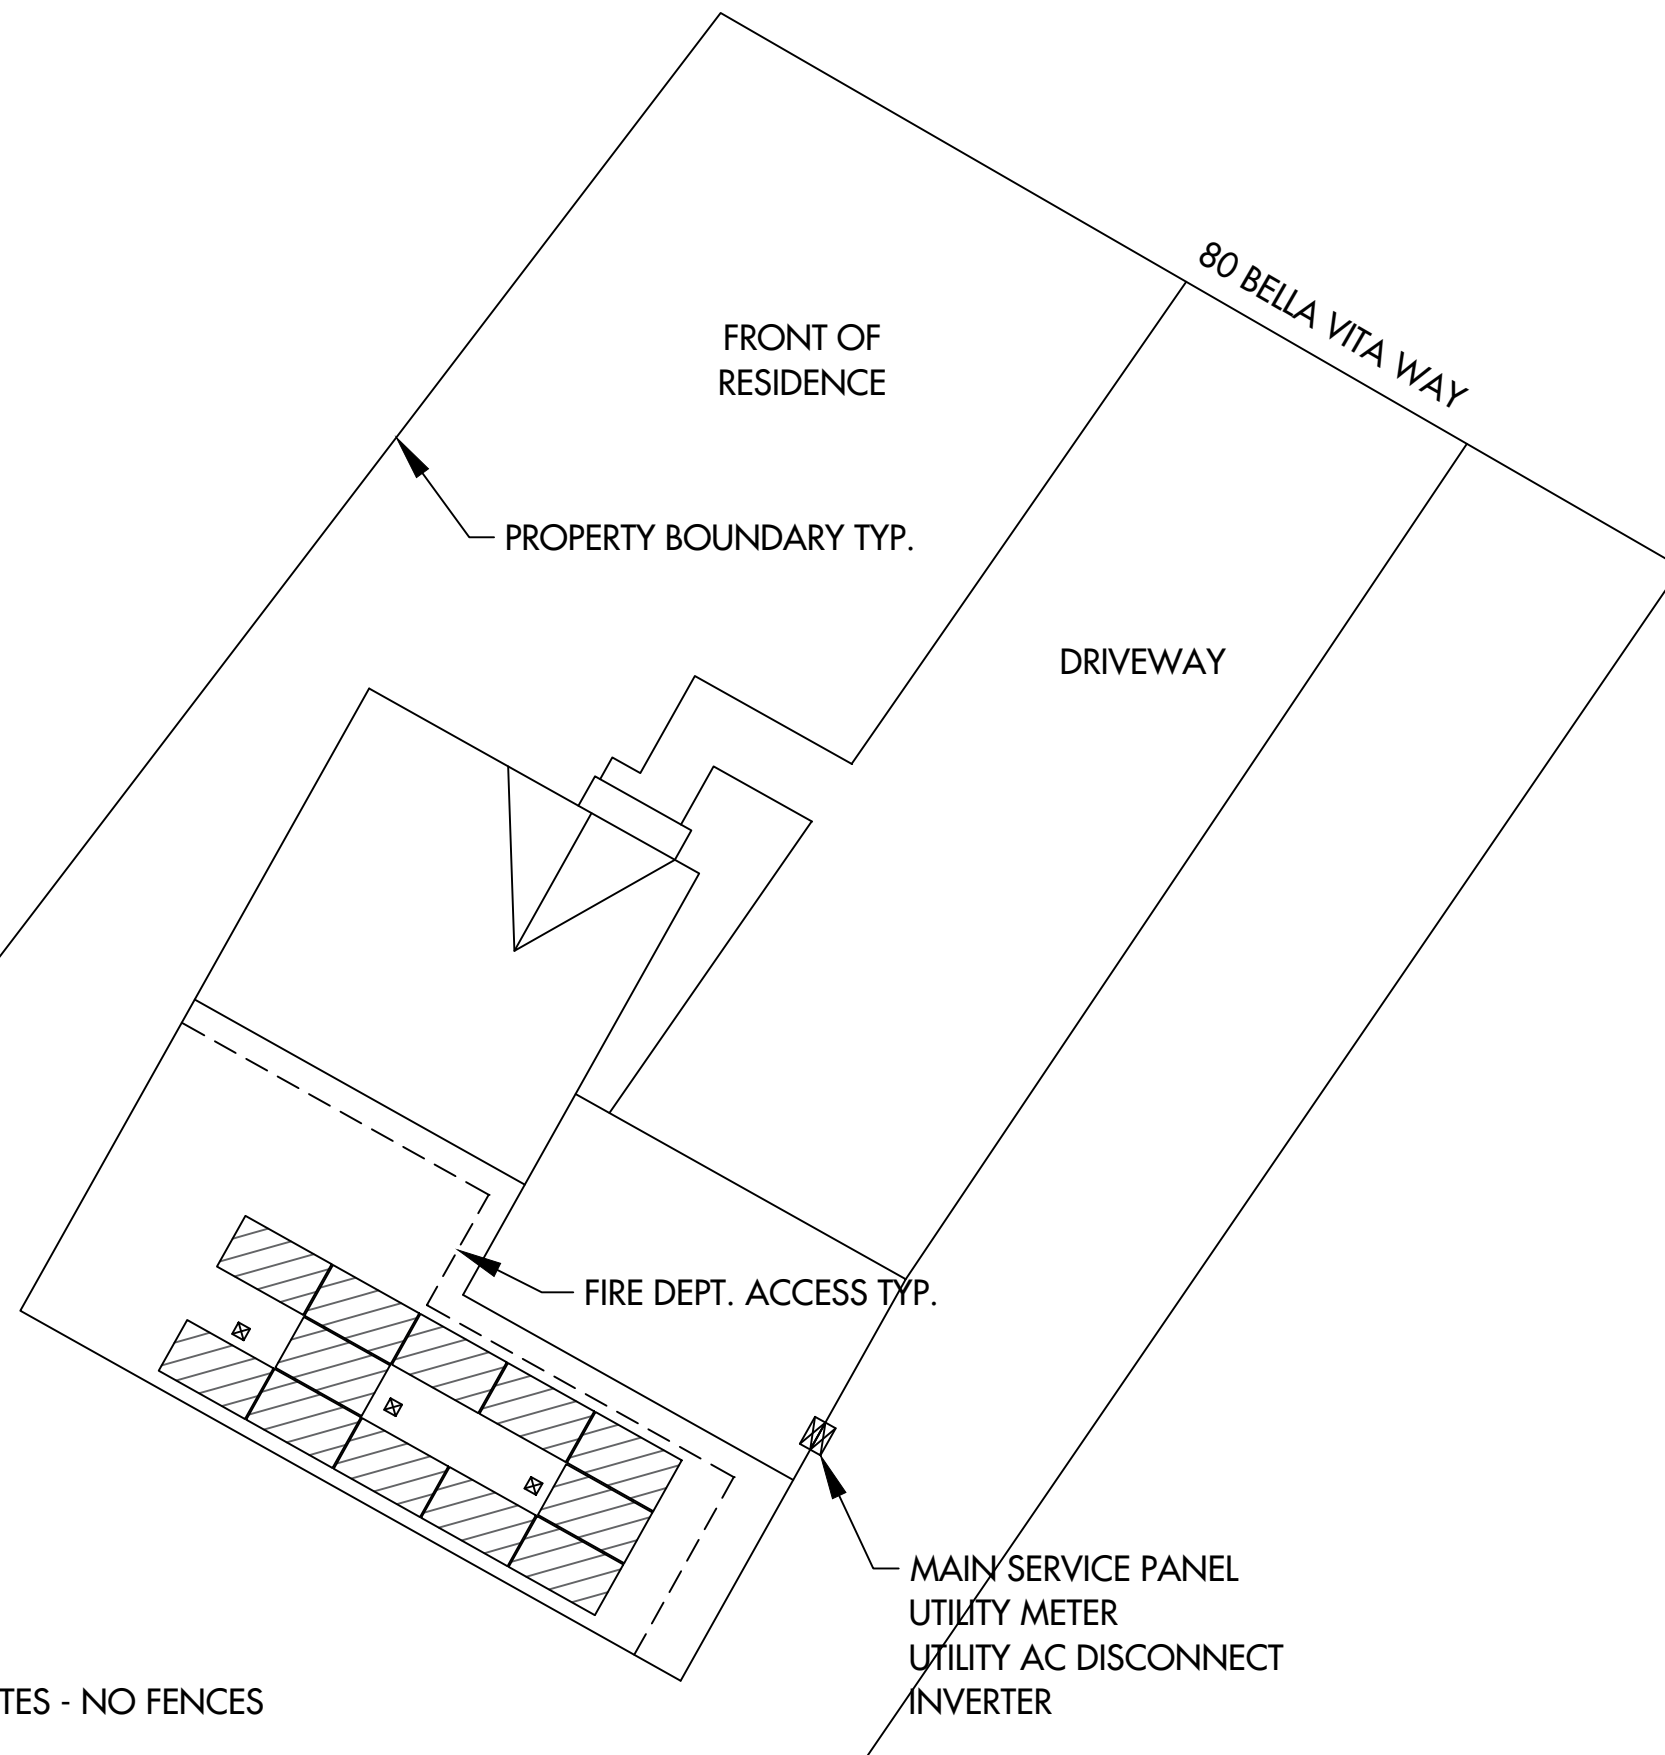 80 BELLA VITA WAY
FRONT OF
RESIDENCE
PROPERTY BOUNDARY TYP.
DRIVEWAY
FIRE DEPT. ACCESS TYP.
MAIN SERVICE PANEL
UTILITY METER
UTILITY AC DISCONNECT
INVERTER
TES - NO FENCES